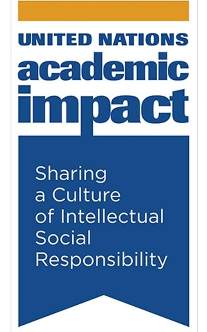 UNITED NATIONS
academic
impact
Sharing
a Culture
of Intellectual
Social
Responsibility